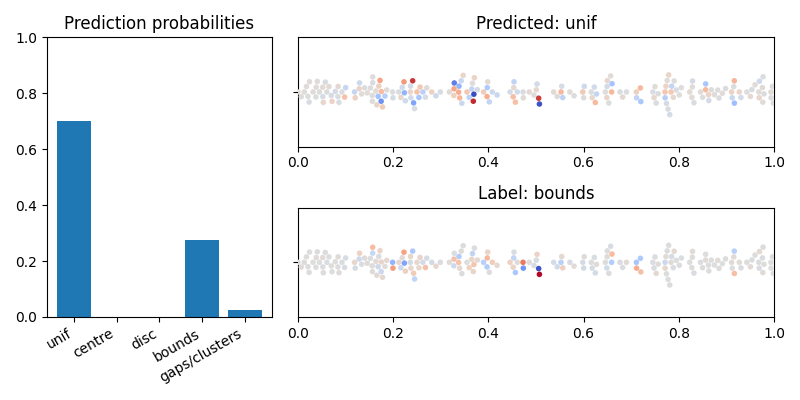 Prediction probabilities
1.0
0.8
0.6
0.4
0.2
0.0
unif
centre
disc
bounds
gaps/clusters
Predicted: unif
0.0 0.2 0.4 0.6 0.8 1.0
Label: bounds
0.0 0.2 0.4 0.6 0.8 1.0